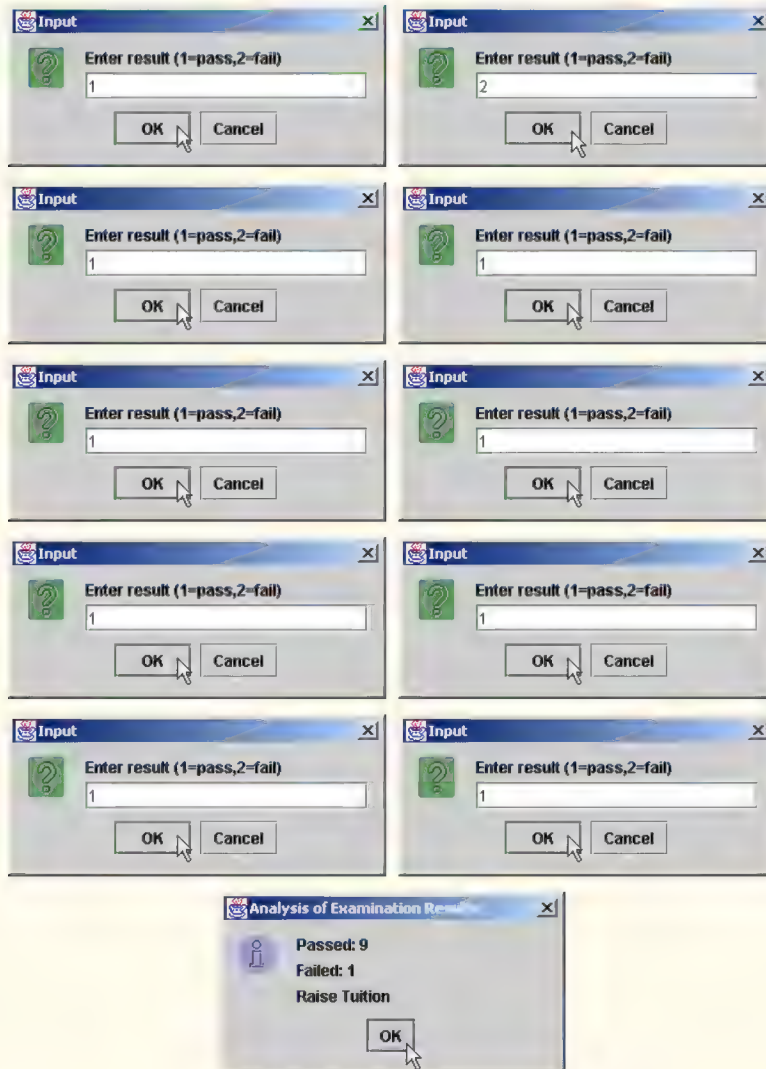 Input
Enter result (1=pass,2=fail)
1
OK Cancel
Input
Enter result (1=pass,2=fail)
2
OK Cancel
Input
Enter result (1=pass,2=fail)
1
OK Cancel
Input
Enter result (1=pass,2=fail)
1
OK Cancel
Input
Enter result (1=pass,2=fail)
1
OK Cancel
Input
Enter result (1=pass,2=fail)
1
OK Cancel
Input
Enter result (1=pass,2=fail)
1
OK Cancel
Input
Enter result (1=pass,2=fail)
1
OK Cancel
Input
Enter result (1=pass,2=fail)
1
OK Cancel
Input
Enter result (1=pass,2=fail)
1
OK Cancel
Analysis of Examination
Passed: 9
Failed: 1
Raise Tuition
OK